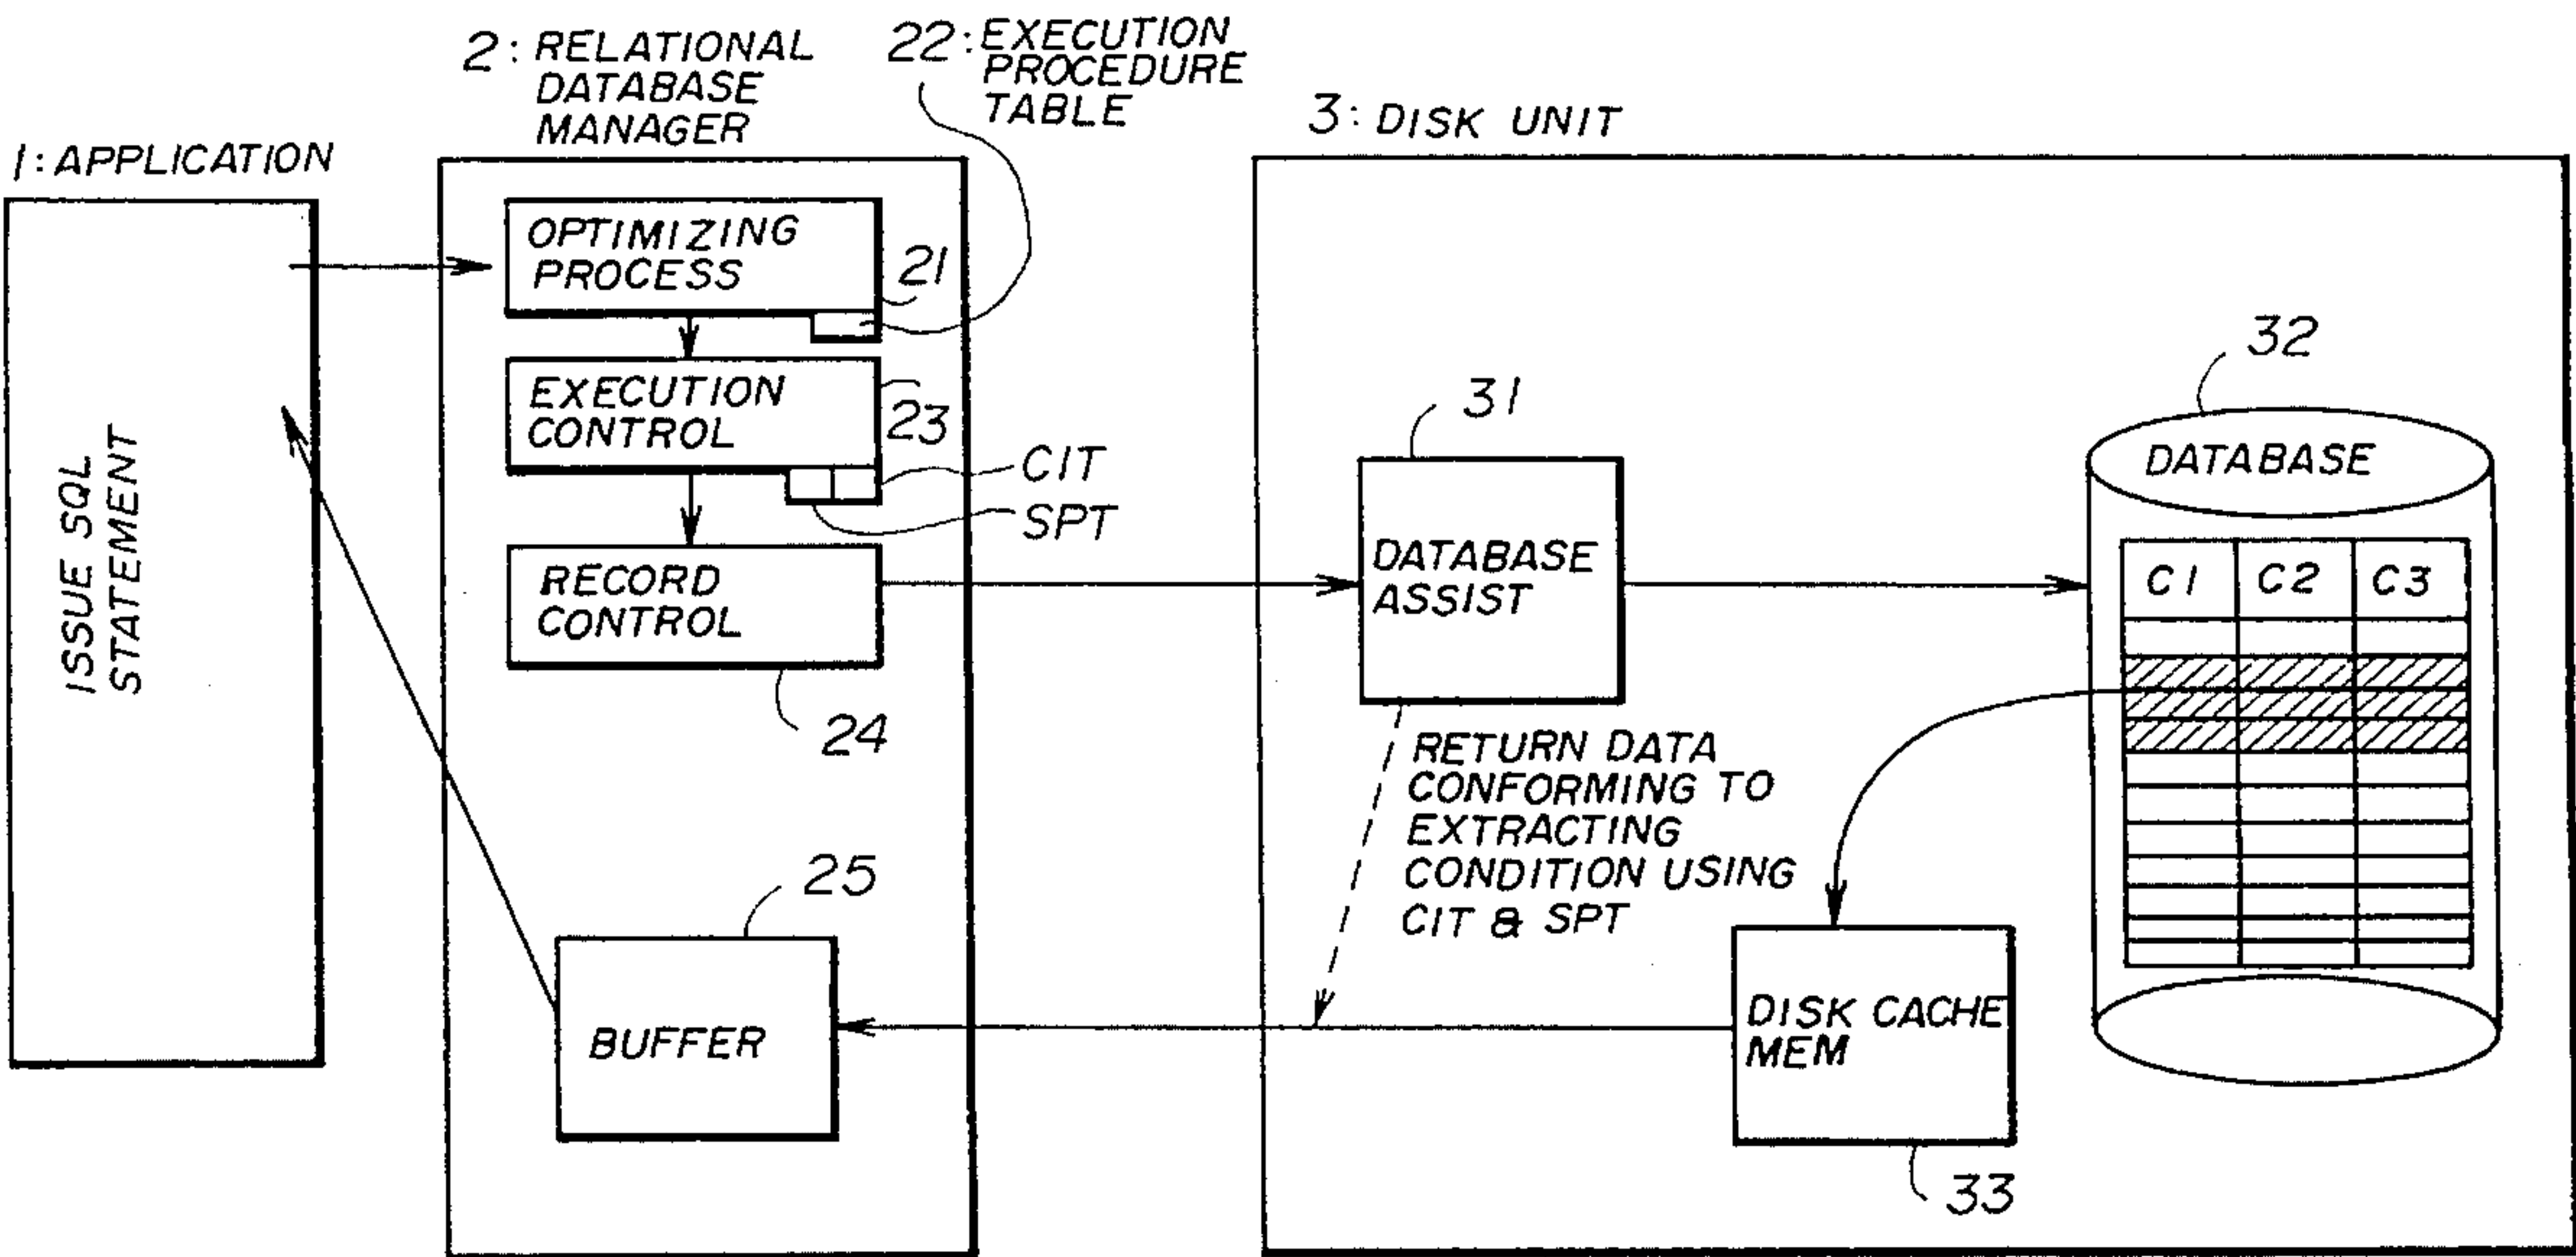 1: APPLICATION
ISSUE SQL
STATEMENT
2: RELATIONAL
DATABASE
MANAGER
22: EXECUTION
PROCEDURE
TABLE
OPTIMIZING
PROCESS
21
EXECUTION
CONTROL
23
CIT
SPT
RECORD
CONTROL
24
25
BUFFER
3: DISK UNIT
31
DATABASE
ASSIST
RETURN DATA
CONFORMING TO
EXTRACTING
CONDITION USING
CIT & SPT
32
DATABASE
C1 C2 C3
DISK CACHE
MEM
33